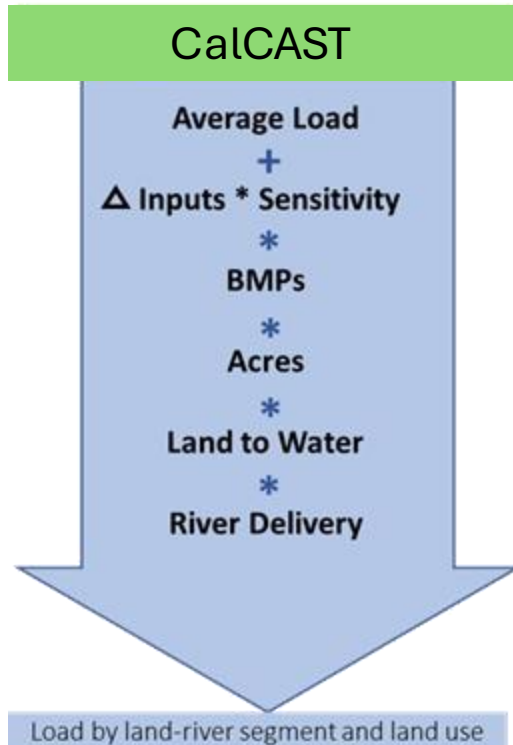 CalCAST
Average Load
+
Δ Inputs * Sensitivity
*
BMPs
*
Acres
*
Land to Water
*
River Delivery
Load by land-river segment and land use